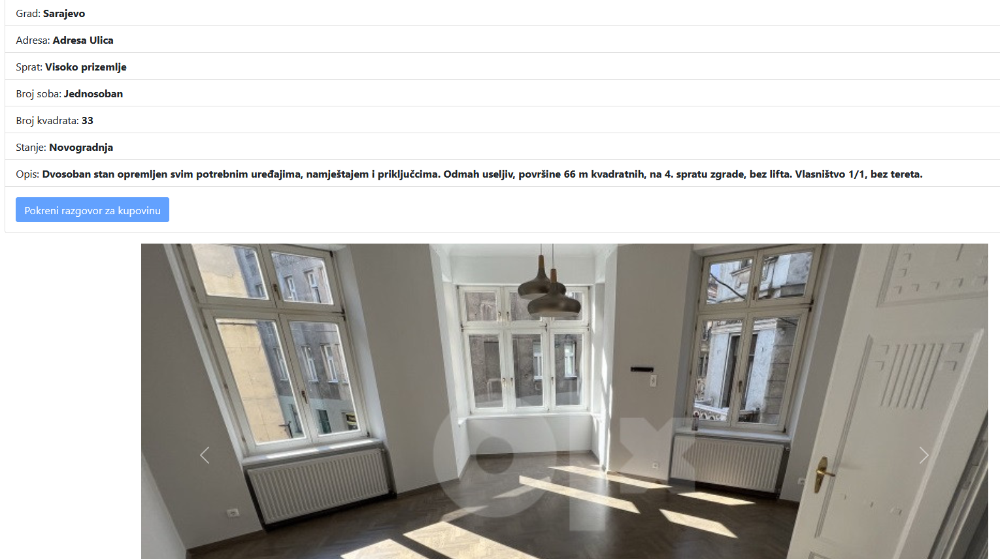 Grad: Sarajevo
Adresa: Adresa Ulica
Sprat: Visoko prizemlje
Broj soba: Jednosoban
Broj kvadrata: 33
Stanje: Novogradnja
Opis: Dvosoban stan opremljen svim potrebnim uređajima, namještajem i priključcima. Odmah useljiv, površine 66 m kvadratnih, na 4. spratu zgrade, bez lifta. Vlasništvo 1/1, bez tereta.
Pokreni razgovor za kupovinu
olx